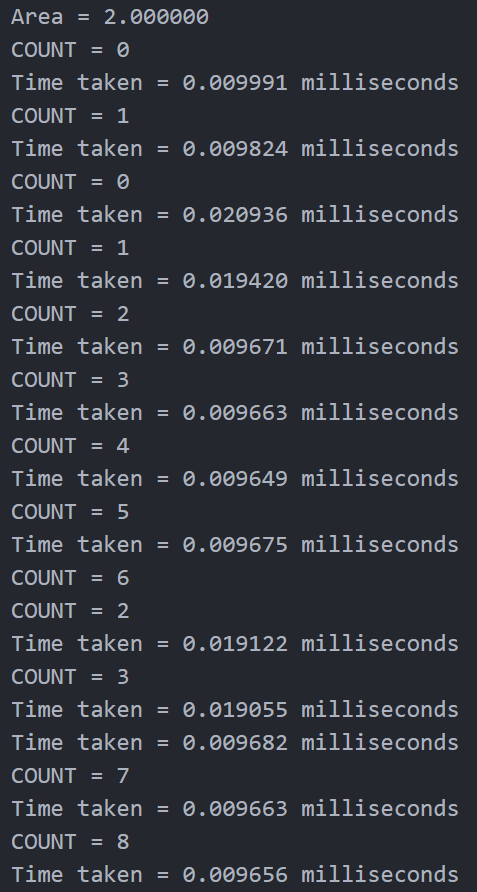 Area = 2.000000
COUNT = 0
Time taken = 0.009991 milliseconds
COUNT = 1
Time taken = 0.009824 milliseconds
COUNT = 0
Time taken = 0.020936 milliseconds
COUNT = 1
Time taken = 0.019420 milliseconds
COUNT = 2
Time taken = 0.009671 milliseconds
COUNT = 3
Time taken = 0.009663 milliseconds
COUNT = 4
Time taken = 0.009649 milliseconds
COUNT = 5
Time taken = 0.009675 milliseconds
COUNT = 6
COUNT = 2
Time taken = 0.019122 milliseconds
COUNT = 3
Time taken = 0.019055 milliseconds
Time taken = 0.009682 milliseconds
COUNT = 7
Time taken = 0.009663 milliseconds
COUNT = 8
Time taken = 0.009656 milliseconds